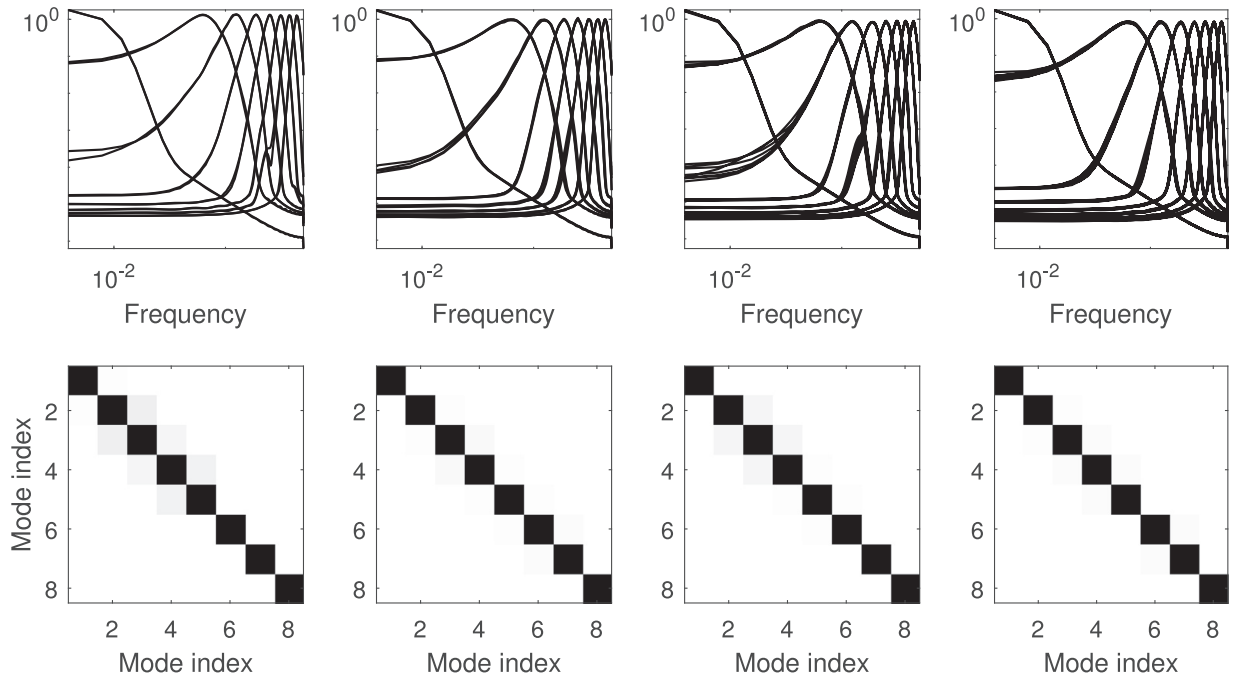 10^0 10^0 10^0 10^0
10^-2 10^-2 10^-2 10^-2
Frequency Frequency Frequency Frequency
Mode index
2 2 2 2
4 4 4 4
6 6 6 6
8 8 8 8
2 4 6 8 2 4 6 8 2 4 6 8 2 4 6 8
Mode index Mode index Mode index Mode index